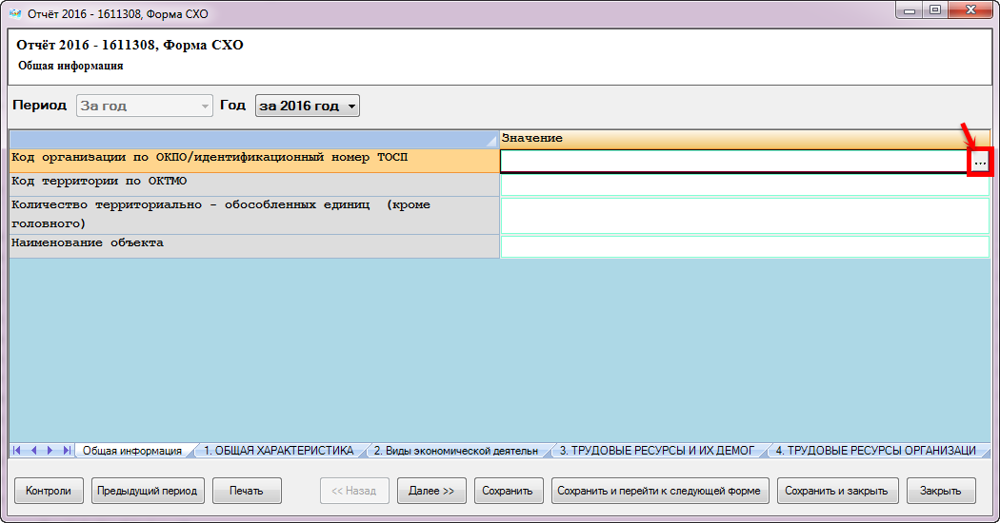 Отчёт 2016 - 1611308, Форма СХО
Отчёт 2016 - 1611308, Форма СХО
Общая информация
Период За год Год за 2016 год
Значение
Код организации по ОКПО/идентификационный номер ТОСП ...
Код территории по ОКТМО
Количество территориально - обособленных единиц (кроме
головного)
Наименование объекта
Общая информация 1. ОБЩАЯ ХАРАКТЕРИСТИКА 2. Виды экономической деятельн 3. ТРУДОВЫЕ РЕСУРСЫ И ИХ ДЕМОГ 4. ТРУДОВЫЕ РЕСУРСЫ ОРГАНИЗАЦИ
Контроли Предыдущий период Печать << Назад Далее >> Сохранить Сохранить и перейти к следующей форме Сохранить и закрыть Закрыть